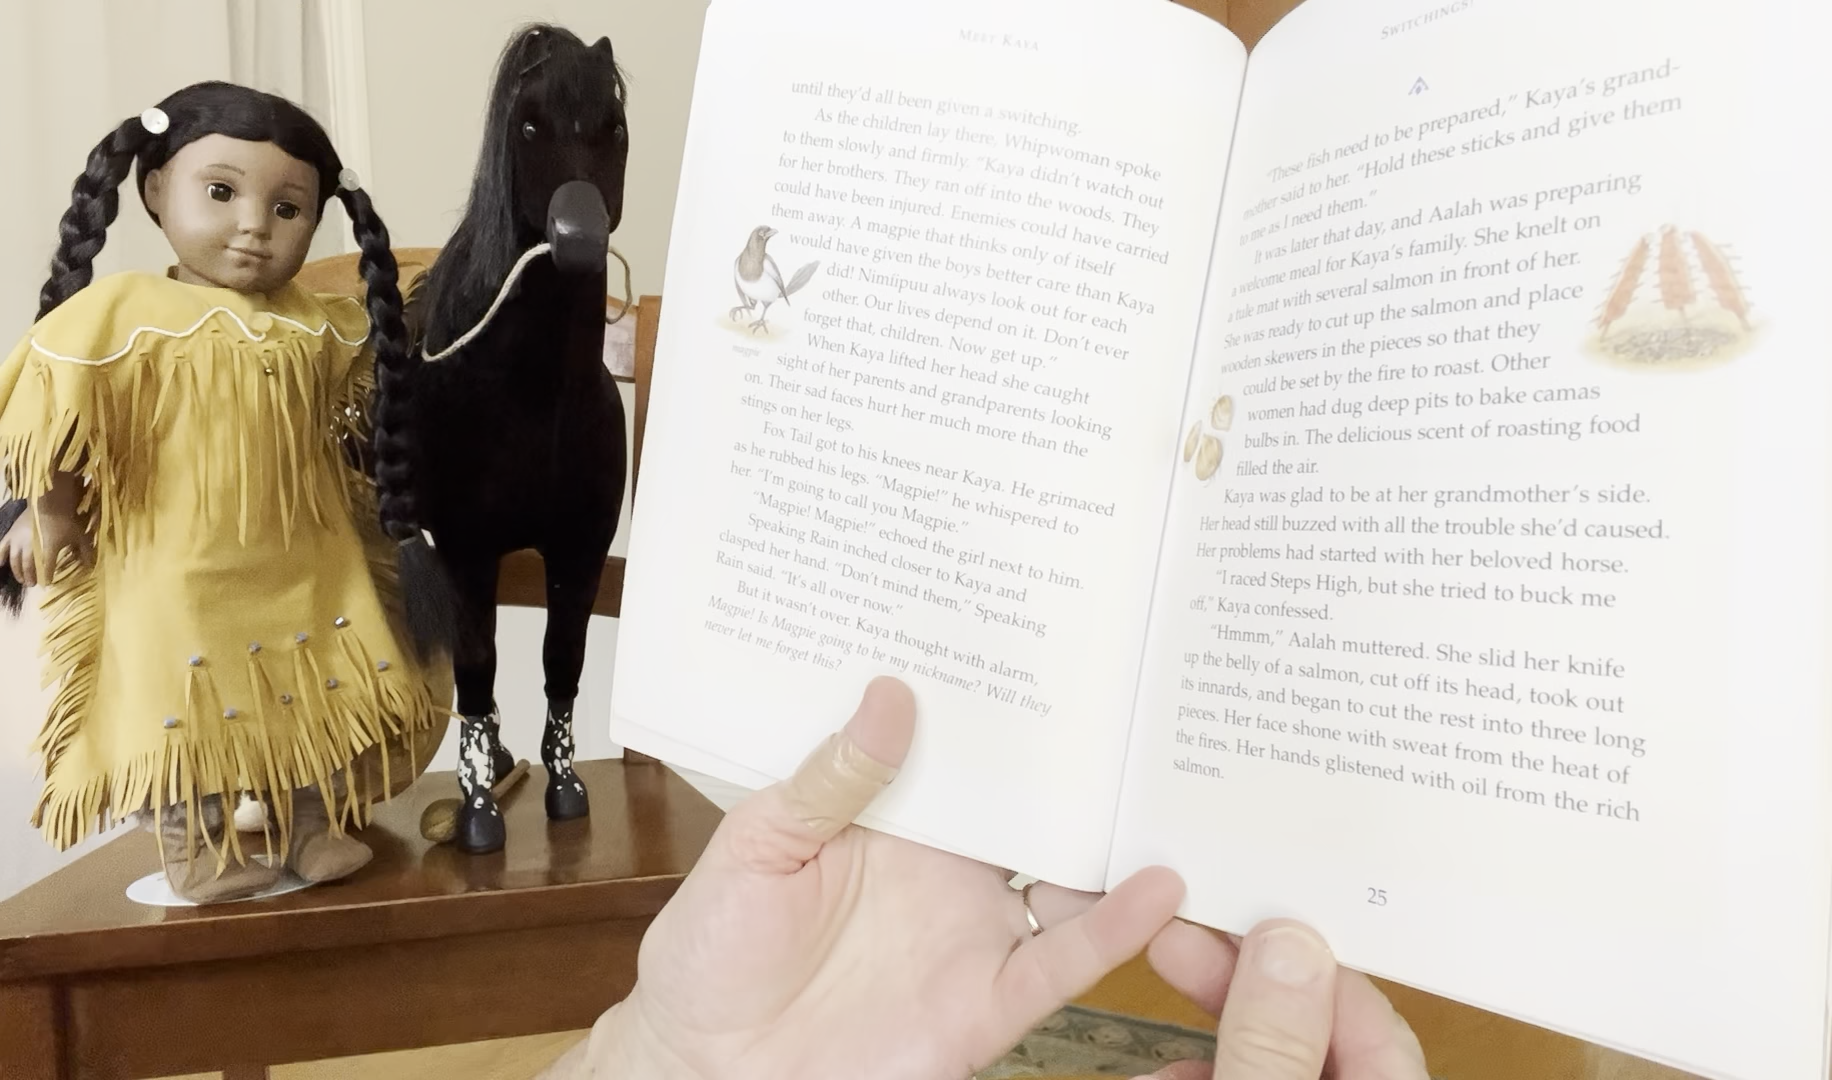 MEET KAYA
until they'd all been given a switching.
As the children lay there, Whipwoman spoke
to them slowly and firmly. "Kaya didn't watch out
for her brothers. They ran off into the woods. They
could have been injured. Enemies could have carried
them away. A magpie that thinks only of itself
would have given the boys better care than Kaya
did! Nimíipuu always look out for each
other. Our lives depend on it. Don't ever
forget that, children. Now get up."
When Kaya lifted her head she caught
sight of her parents and grandparents looking
on. Their sad faces hurt her much more than the
stings on her legs.
Fox Tail got to his knees near Kaya. He grimaced
as he rubbed his legs. "Magpie!" he whispered to
her. "I'm going to call you Magpie."
"Magpie! Magpie!" echoed the girl next to him.
Speaking Rain inched closer to Kaya and
clasped her hand. "Don't mind them," Speaking
Rain said. "It's all over now."
But it wasn't over. Kaya thought with alarm,
Magpie! Is Magpie going to be my nickname? Will they
never let me forget this?
magpie
SWITCHINGS!
"These fish need to be prepared," Kaya's grand-
mother said to her. "Hold these sticks and give them
to me as I need them."
It was later that day, and Aalah was preparing
a welcome meal for Kaya's family. She knelt on
a tule mat with several salmon in front of her.
She was ready to cut up the salmon and place
wooden skewers in the pieces so that they
could be set by the fire to roast. Other
women had dug deep pits to bake camas
bulbs in. The delicious scent of roasting food
filled the air.
Kaya was glad to be at her grandmother's side.
Her head still buzzed with all the trouble she'd caused.
Her problems had started with her beloved horse.
"I raced Steps High, but she tried to buck me
off," Kaya confessed.
"Hmmm," Aalah muttered. She slid her knife
up the belly of a salmon, cut off its head, took out
its innards, and began to cut the rest into three long
pieces. Her face shone with sweat from the heat of
the fires. Her hands glistened with oil from the rich
salmon.
25